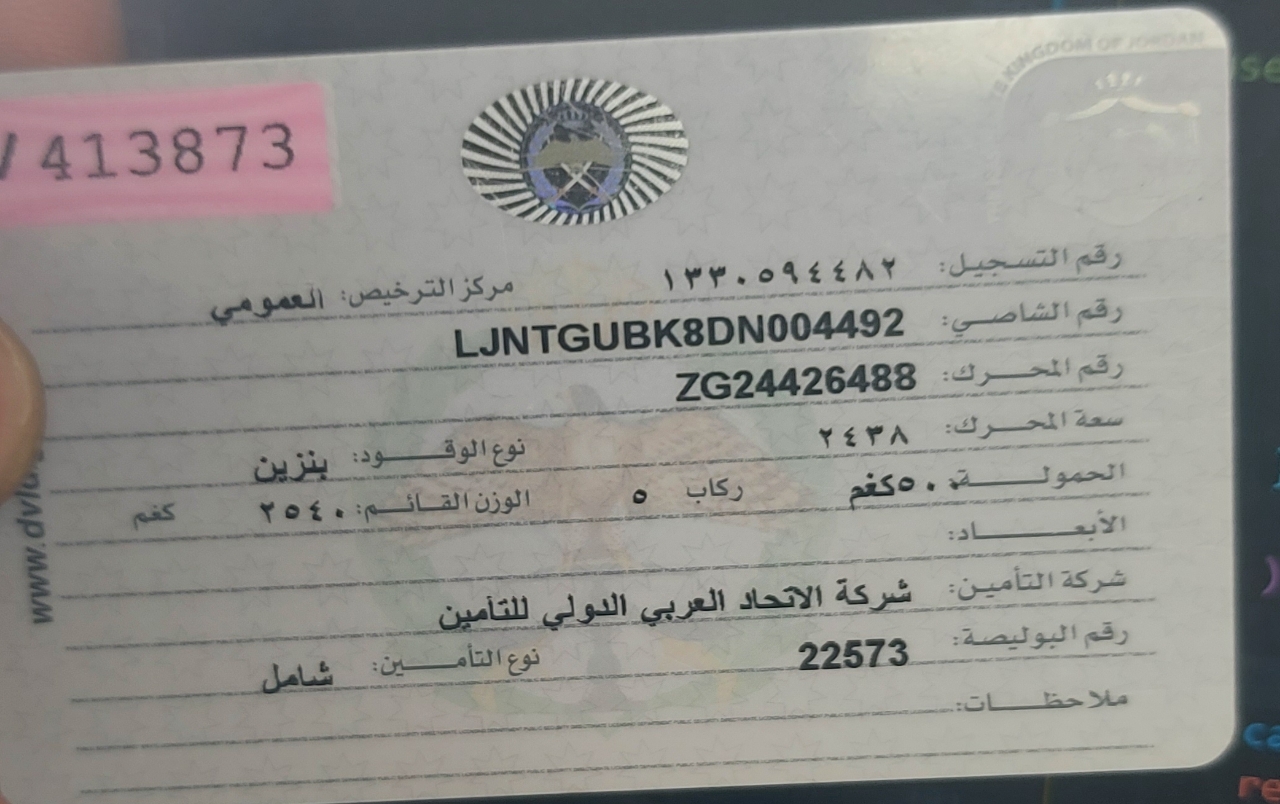 KINGDOM OF JORDAN
413873
رقم التسجيل: ١٣٣٠٥٩٤٤٨٢ مركز الترخيص: العمومي
رقم الشاصي: LJNTGUBK8DN004492
رقم المحرك: ZG24426488
سعة المحرك: ٢٤٣٨ نوع الوقود: بنزين
الحمولة: ٥٠٠كغم ركاب ٥ الوزن القائم: ٢٥٤٠ كغم
الأبعاد:
شركة التأمين: شركة الاتحاد العربي الدولي للتأمين
رقم البوليصة: 22573 نوع التأمين: شامل
ملاحظات: